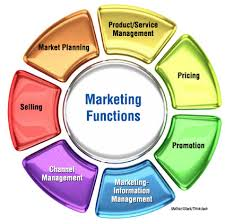 Product/Service
Management
Market Planning
Pricing
Selling
Marketing
Functions
Promotion
Channel
Management
Marketing-
Information
Management